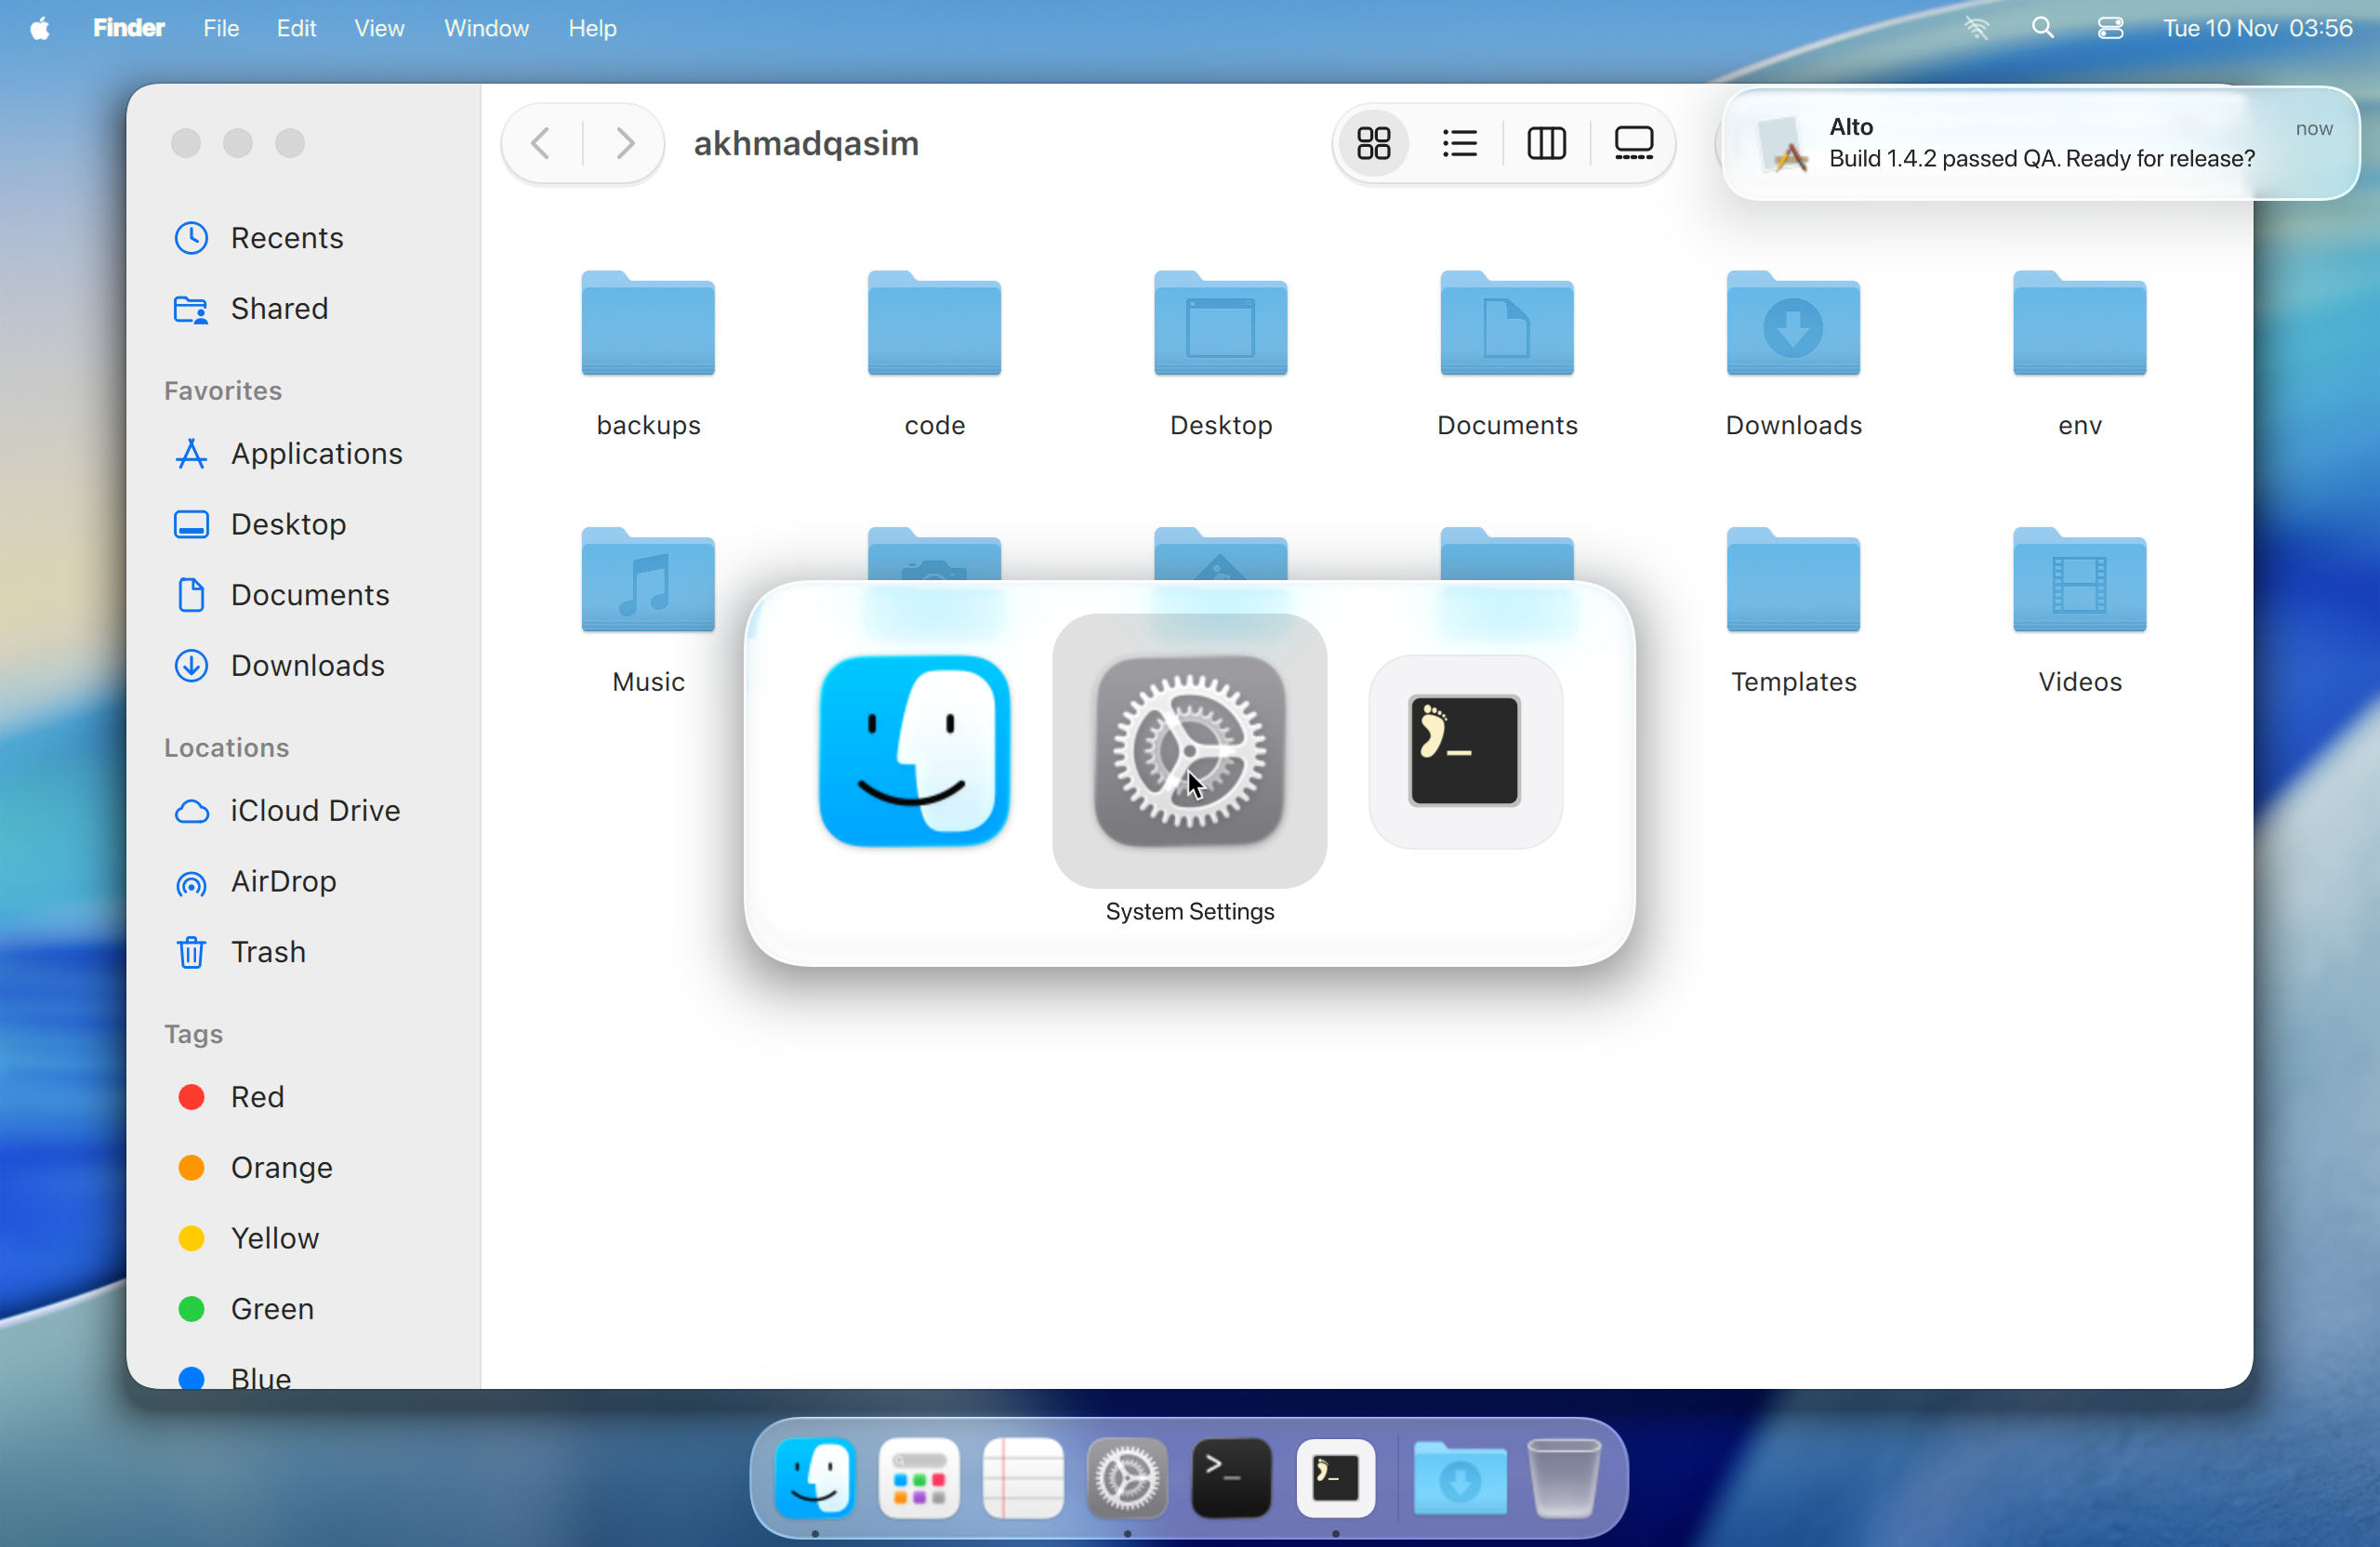 Finder File Edit View Window Help Tue 10 Nov 03:56
akhmadqasim
Alto
now
Build 1.4.2 passed QA. Ready for release?
Recents
Shared
Favorites
Applications
Desktop
Documents
Downloads
Locations
iCloud Drive
AirDrop
Trash
Tags
Red
Orange
Yellow
Green
Blue
backups code Desktop Documents Downloads env
Music Templates Videos
System Settings